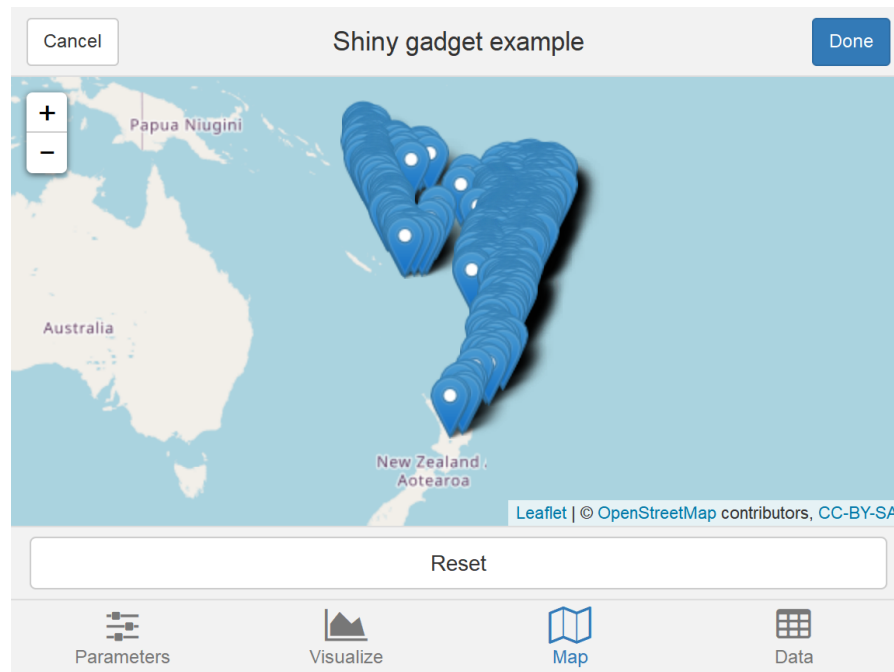 Cancel
Shiny gadget example
Done
+
−
Papua Niugini
Australia
New Zealand /
Aotearoa
Leaflet | © OpenStreetMap contributors, CC-BY-SA
Reset
Parameters
Visualize
Map
Data